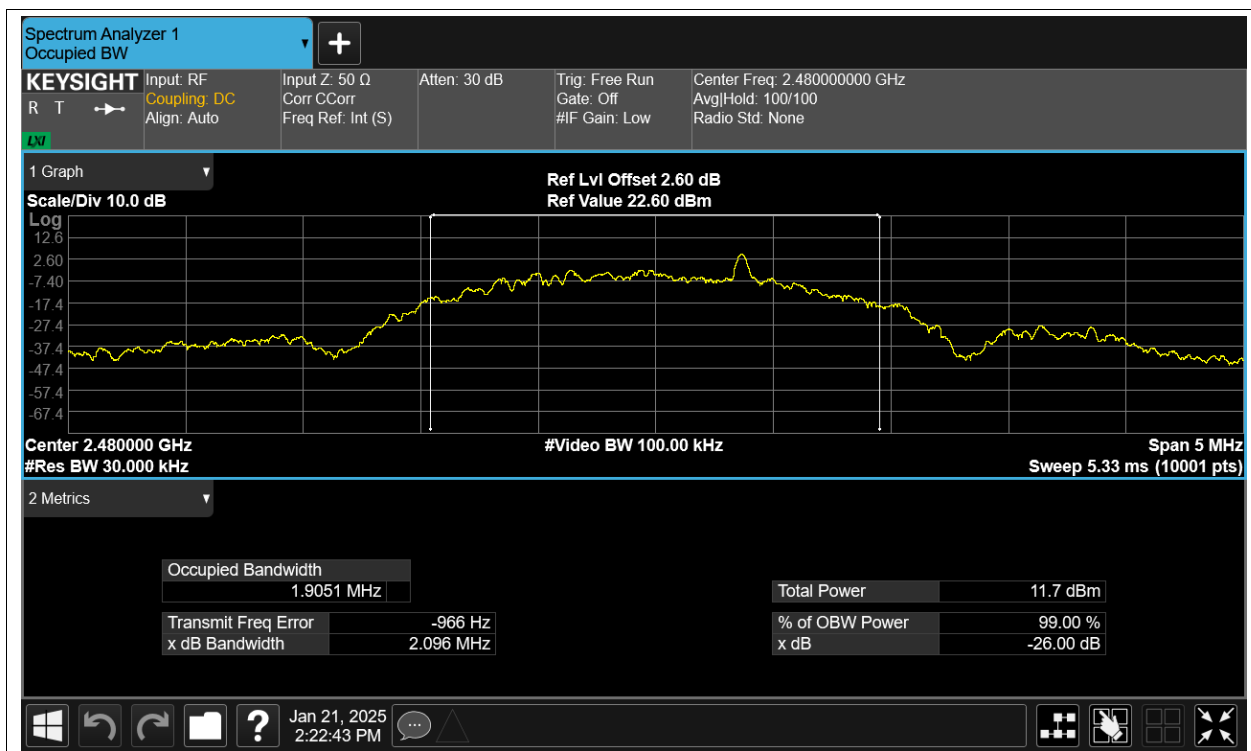 Spectrum Analyzer 1
Occupied BW
KEYSIGHT
R T
LXI
Input: RF
Coupling: DC
Align: Auto
Input Z: 50 Ω
Corr CCorr
Freq Ref: Int (S)
Atten: 30 dB
Trig: Free Run
Gate: Off
#IF Gain: Low
Center Freq: 2.480000000 GHz
Avg|Hold: 100/100
Radio Std: None
1 Graph
Scale/Div 10.0 dB
Ref Lvl Offset 2.60 dB
Ref Value 22.60 dBm
Log
12.6
2.60
-7.40
-17.4
-27.4
-37.4
-47.4
-57.4
-67.4
Center 2.480000 GHz
#Res BW 30.000 kHz
#Video BW 100.00 kHz
Span 5 MHz
Sweep 5.33 ms (10001 pts)
2 Metrics
Occupied Bandwidth
1.9051 MHz
Transmit Freq Error -966 Hz
x dB Bandwidth 2.096 MHz
Total Power 11.7 dBm
% of OBW Power 99.00 %
x dB -26.00 dB
Jan 21, 2025
2:22:43 PM